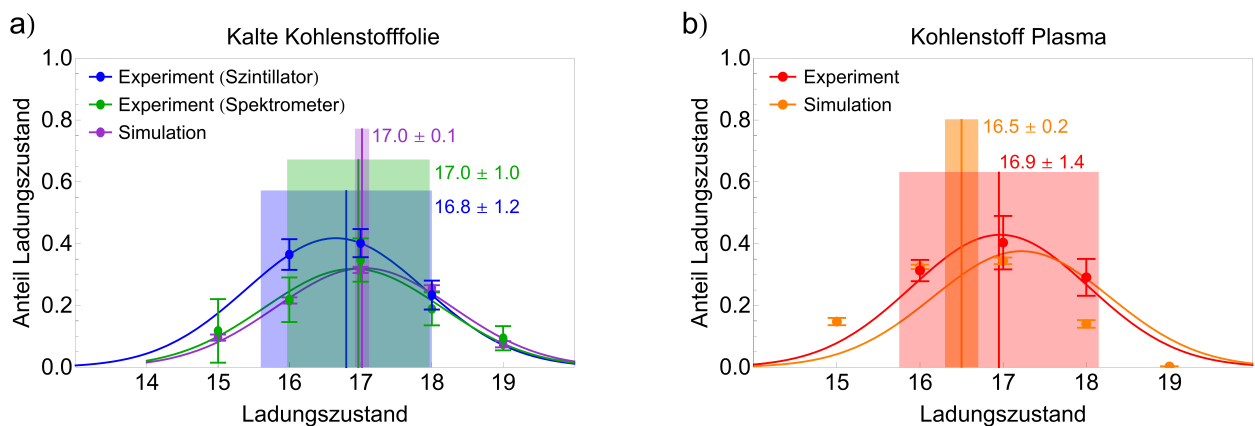 a)
Kalte Kohlenstofffolie
Experiment (Szintillator)
Experiment (Spektrometer)
Simulation
17.0 ± 0.1
17.0 ± 1.0
16.8 ± 1.2
Anteil Ladungszustand
1.0
0.8
0.6
0.4
0.2
0.0
14 15 16 17 18 19
Ladungszustand
b)
Kohlenstoff Plasma
Experiment
Simulation
16.5 ± 0.2
16.9 ± 1.4
Anteil Ladungszustand
1.0
0.8
0.6
0.4
0.2
0.0
15 16 17 18 19
Ladungszustand